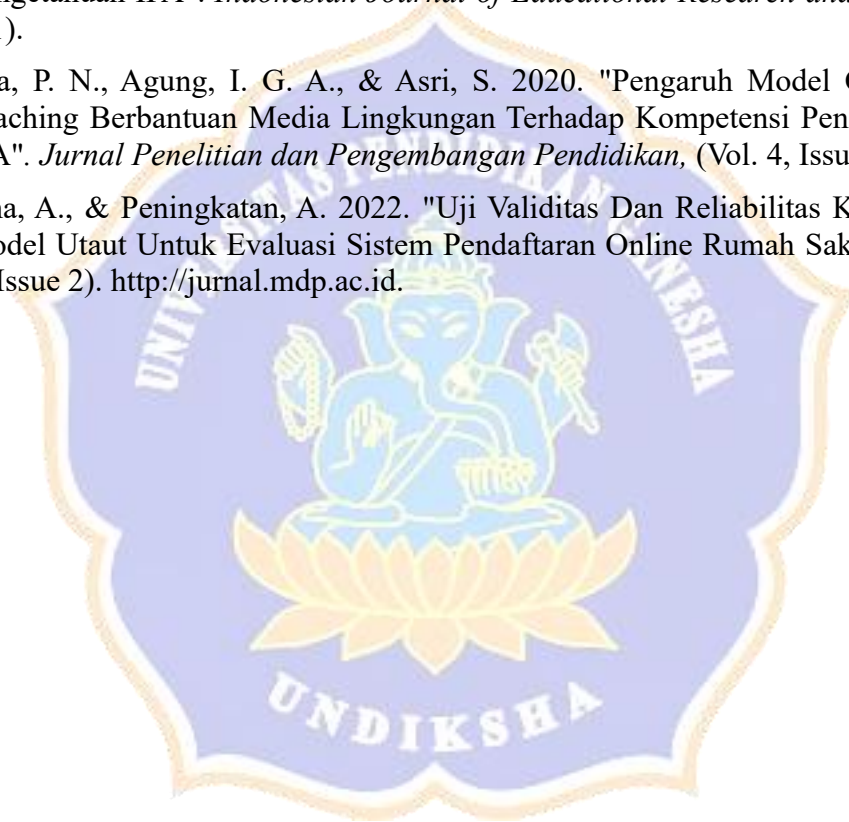 IPA". Indonesian Journal of Educational Research and
a, P. N., Agung, I. G. A., & Asri, S. 2020. "Pengaruh Model
aching Berbantuan Media Lingkungan Terhadap Kompetensi Pen
A". Jurnal Penelitian dan Pengembangan Pendidikan, (Vol. 4, Issu
na, A., & Peningkatan, A. 2022. "Uji Validitas Dan Reliabilitas K
odel Utaut Untuk Evaluasi Sistem Pendaftaran Online Rumah Sak
Issue 2). http://jurnal.mdp.ac.id.
UNIVERSITAS PENDIDIKAN GANESHA
UNDIKSHA